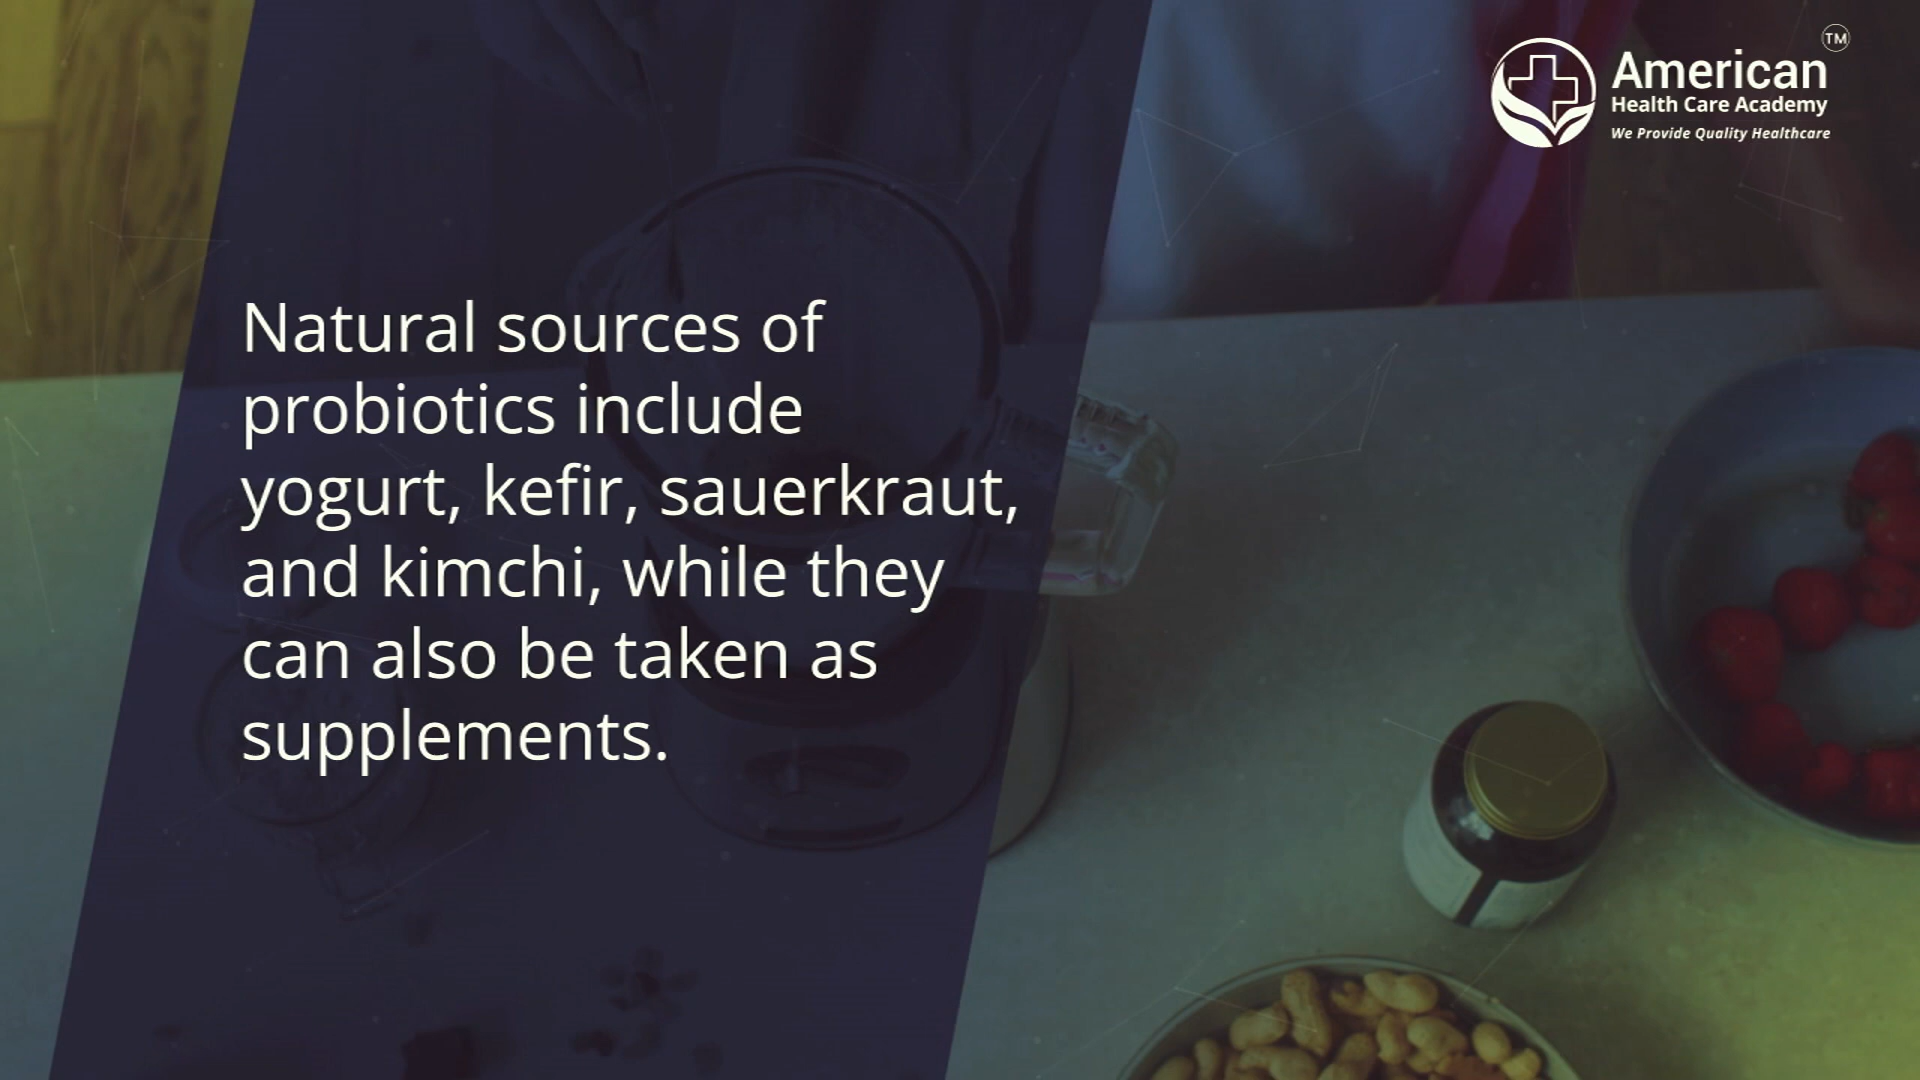 TM
American
Health Care Academy
We Provide Quality Healthcare
Natural sources of
probiotics include
yogurt, kefir, sauerkraut,
and kimchi, while they
can also be taken as
supplements.